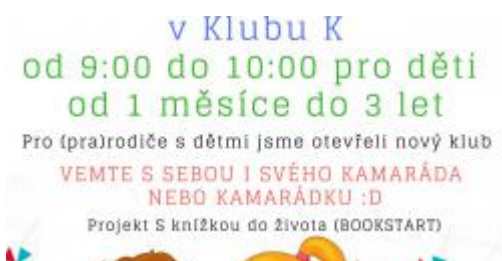 v Klubu K
od 9:00 do 10:00 pro děti
od 1 měsíce do 3 let
Pro (pra)rodiče s dětmi jsme otevřeli nový klub
VEMTE S SEBOU I SVÉHO KAMARÁDA
NEBO KAMARÁDKU :D
Projekt S knížkou do života (BOOKSTART)